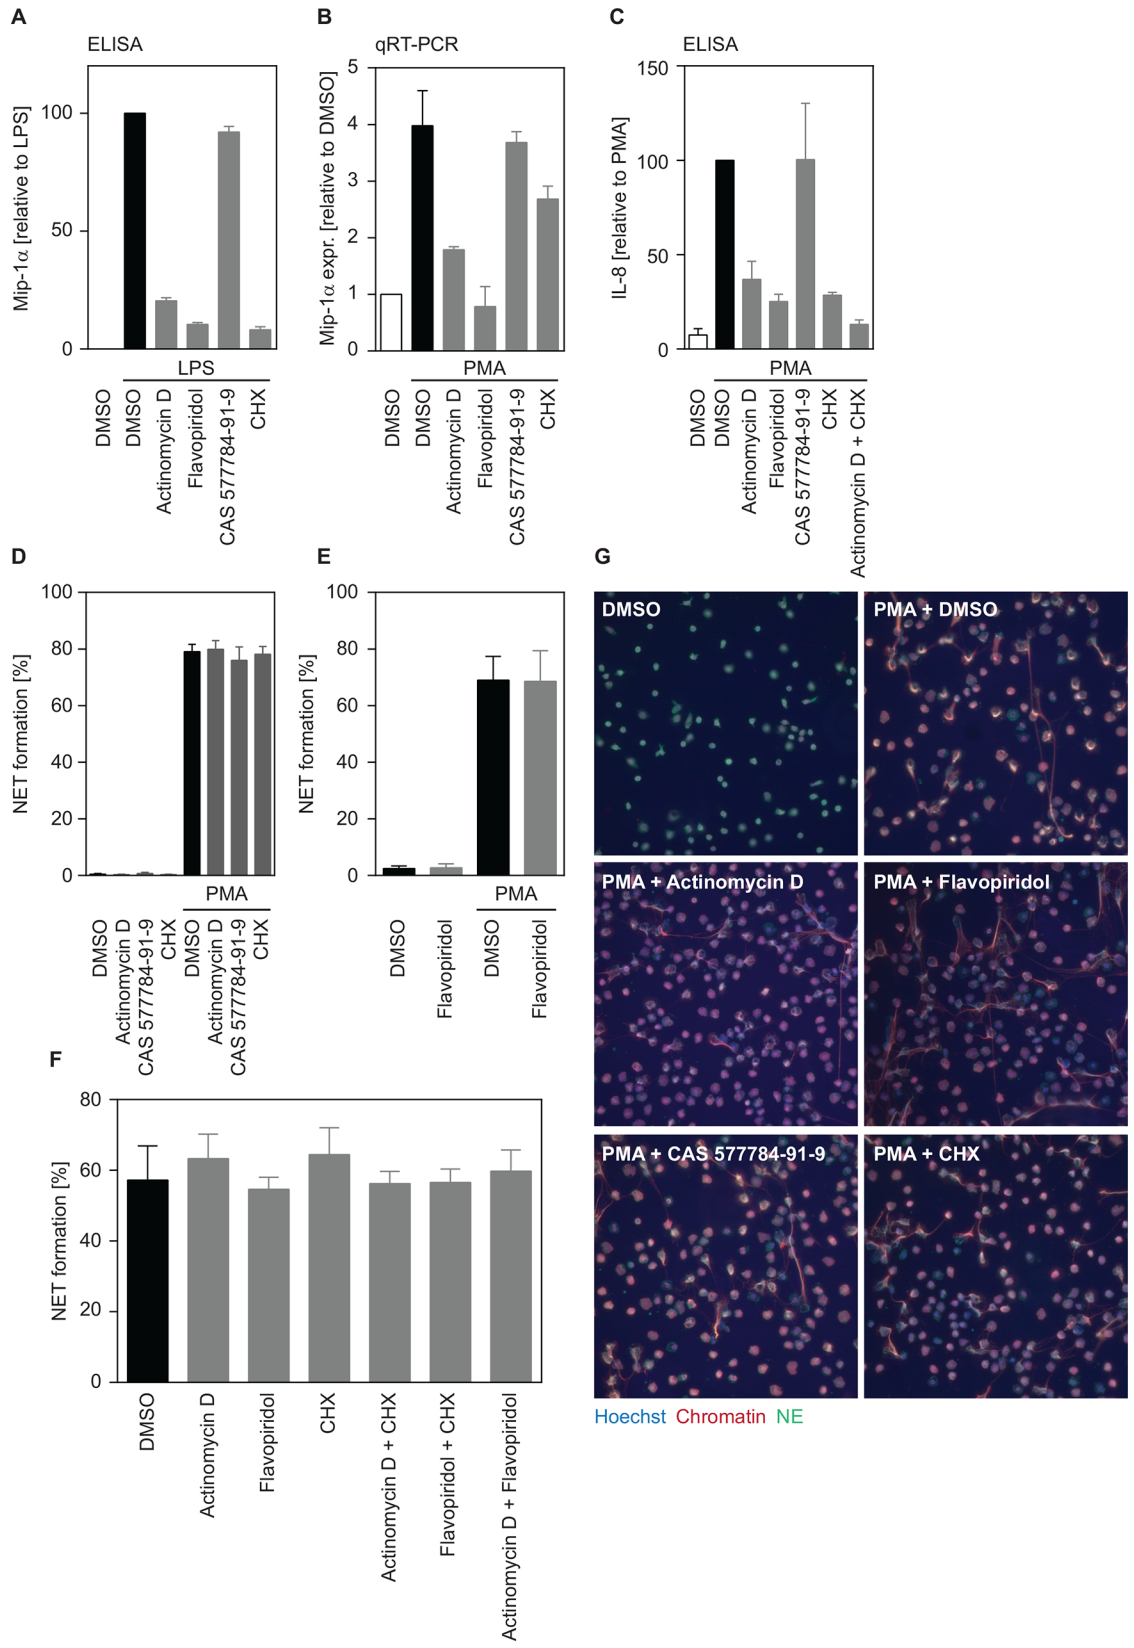 A
ELISA
Mip-1α [relative to LPS]
100
50
0
LPS
DMSO
DMSO
Actinomycin D
Flavopiridol
CAS 577784-91-9
CHX
B
qRT-PCR
Mip-1α expr. [relative to DMSO]
5
4
3
2
1
0
PMA
DMSO
DMSO
Actinomycin D
Flavopiridol
CAS 577784-91-9
CHX
C
ELISA
IL-8 [relative to PMA]
150
100
50
0
PMA
DMSO
DMSO
Actinomycin D
Flavopiridol
CAS 577784-91-9
CHX
Actinomycin D + CHX
D
NET formation [%]
100
80
60
40
20
0
PMA
DMSO
Actinomycin D
CAS 577784-91-9
CHX
DMSO
Actinomycin D
CAS 577784-91-9
CHX
E
NET formation [%]
100
80
60
40
20
0
PMA
DMSO
Flavopiridol
DMSO
Flavopiridol
F
NET formation [%]
80
60
40
20
0
DMSO
Actinomycin D
Flavopiridol
CHX
Actinomycin D + CHX
Flavopiridol + CHX
Actinomycin D + Flavopiridol
G
DMSO
PMA + DMSO
PMA + Actinomycin D
PMA + Flavopiridol
PMA + CAS 577784-91-9
PMA + CHX
Hoechst Chromatin NE